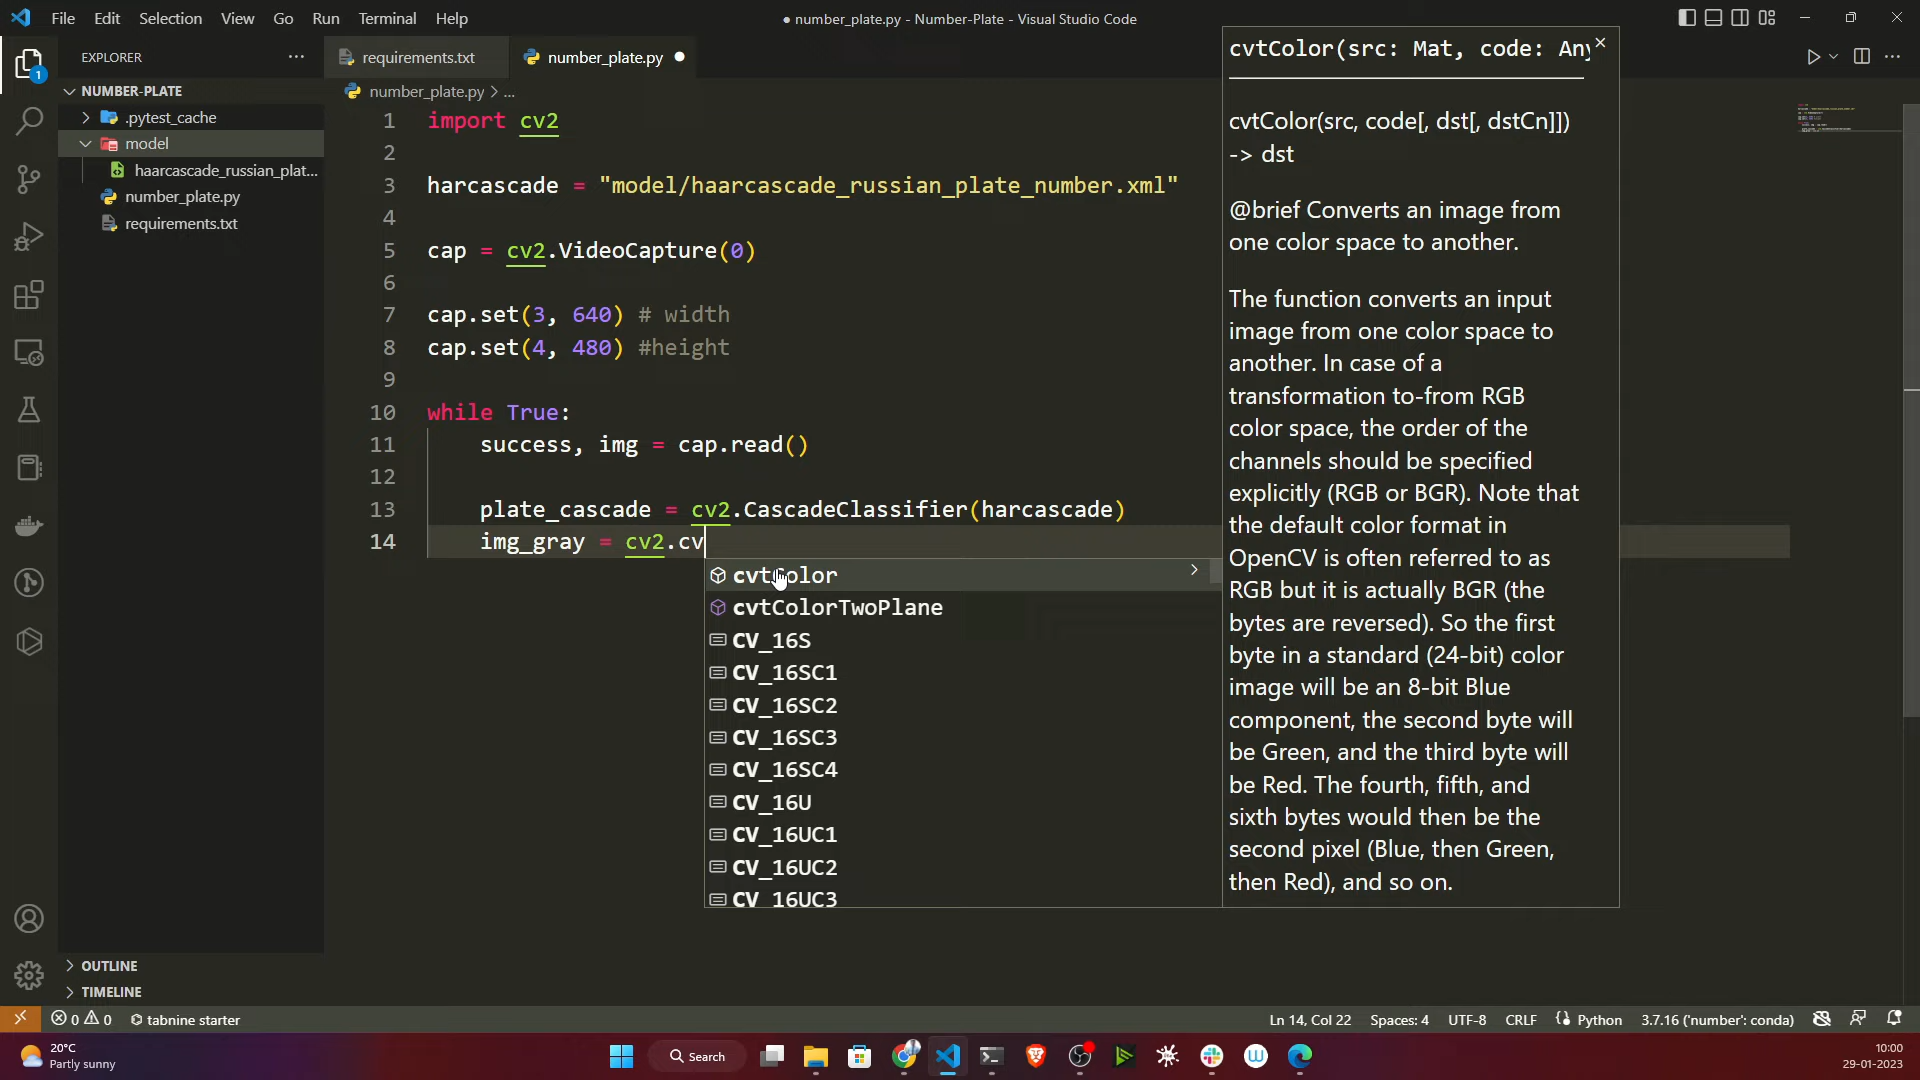 File Edit Selection View Go Run Terminal Help
● number_plate.py - Number-Plate - Visual Studio Code
EXPLORER
NUMBER-PLATE
.pytest_cache
model
haarcascade_russian_plat...
number_plate.py
requirements.txt
OUTLINE
TIMELINE
1
requirements.txt
number_plate.py
number_plate.py > ...
1 import cv2
2
3 harcascade = "model/haarcascade_russian_plate_number.xml"
4
5 cap = cv2.VideoCapture(0)
6
7 cap.set(3, 640) # width
8 cap.set(4, 480) #height
9
10 while True:
11 success, img = cap.read()
12
13 plate_cascade = cv2.CascadeClassifier(harcascade)
14 img_gray = cv2.cv
cvtColor
cvtColorTwoPlane
CV_16S
CV_16SC1
CV_16SC2
CV_16SC3
CV_16SC4
CV_16U
CV_16UC1
CV_16UC2
CV_16UC3
cvtColor(src: Mat, code: Any
cvtColor(src, code[, dst[, dstCn]])
-> dst
@brief Converts an image from
one color space to another.
The function converts an input
image from one color space to
another. In case of a
transformation to-from RGB
color space, the order of the
channels should be specified
explicitly (RGB or BGR). Note that
the default color format in
OpenCV is often referred to as
RGB but it is actually BGR (the
bytes are reversed). So the first
byte in a standard (24-bit) color
image will be an 8-bit Blue
component, the second byte will
be Green, and the third byte will
be Red. The fourth, fifth, and
sixth bytes would then be the
second pixel (Blue, then Green,
then Red), and so on.
0 0 tabnine starter
Ln 14, Col 22 Spaces: 4 UTF-8 CRLF Python 3.7.16 ('number': conda)
20°C
Partly sunny
Search
10:00
29-01-2023